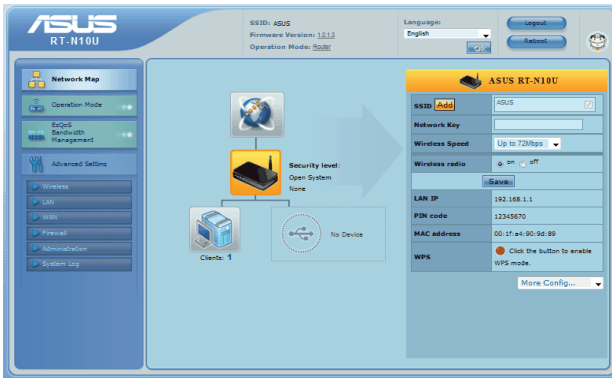 ASUS
RT-N10U
SSID: ASUS
Firmware Version: 1.0.1.3
Operation Mode: Router
Language:
English
OK
Logout
Reboot
Network Map
Operation Mode
EzQoS
Bandwidth
Management
Advanced Setting
Wireless
LAN
WAN
Firewall
Administration
System Log
Security level:
Open System
None
Clients: 1
No Device
ASUS RT-N10U
SSID Add ASUS
Network Key
Wireless Speed Up to 72Mbps
Wireless radio on off
Save
LAN IP 192.168.1.1
PIN code 12345670
MAC address 00:1f:a4:90:9d:89
WPS Click the button to enable
WPS mode.
More Config...